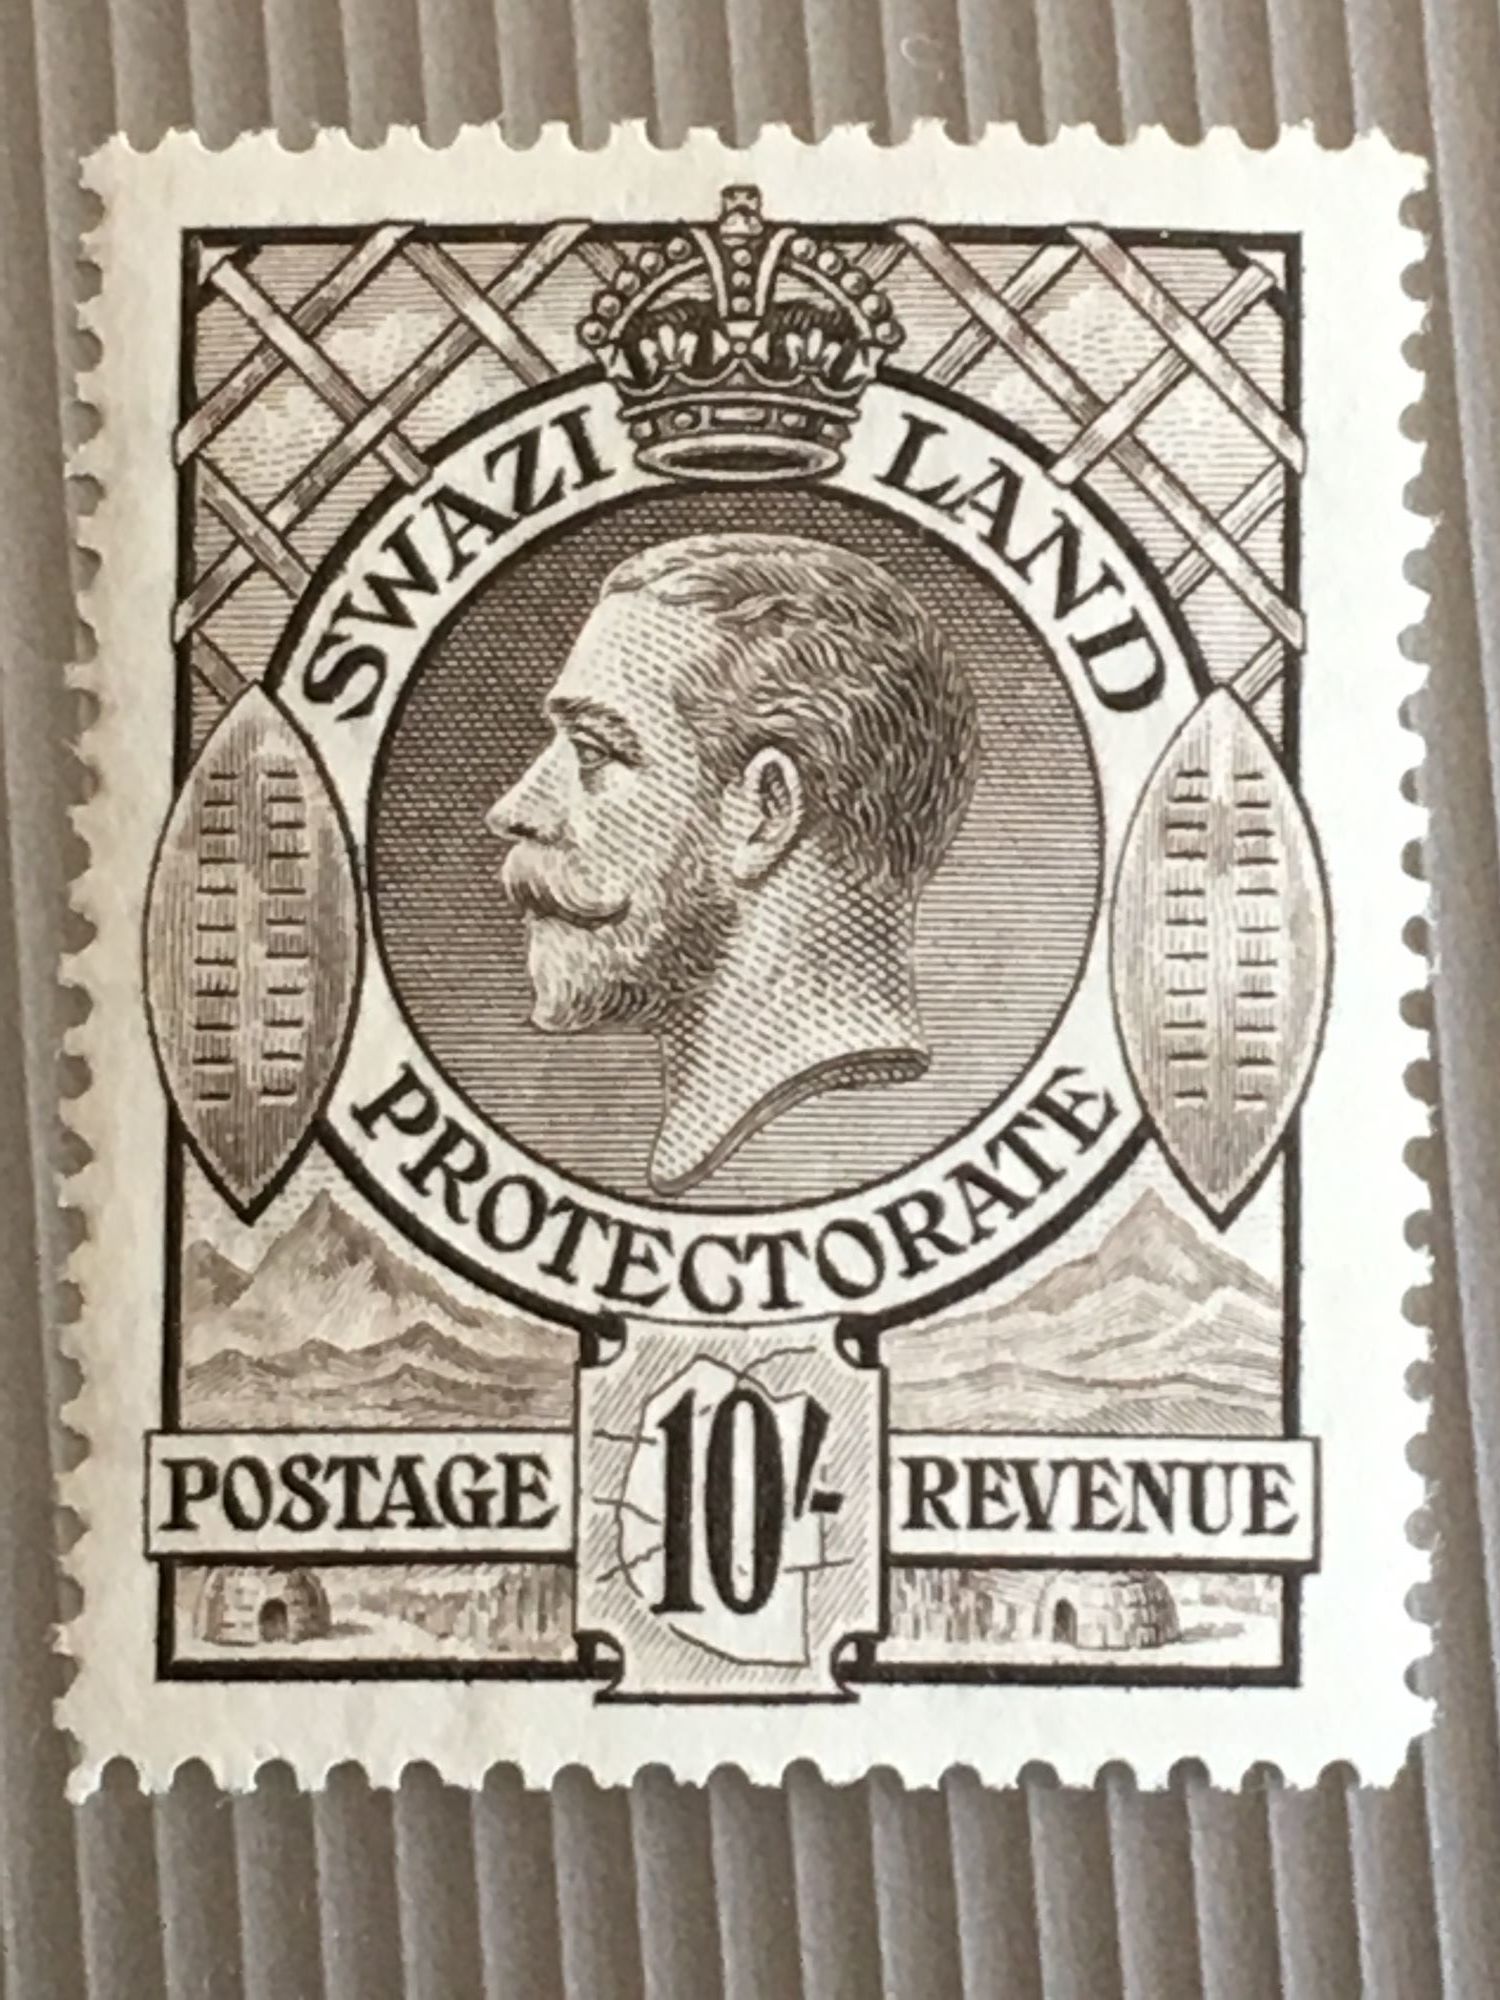 SWAZI LAND
PROTECTORATE
POSTAGE 10/- REVENUE